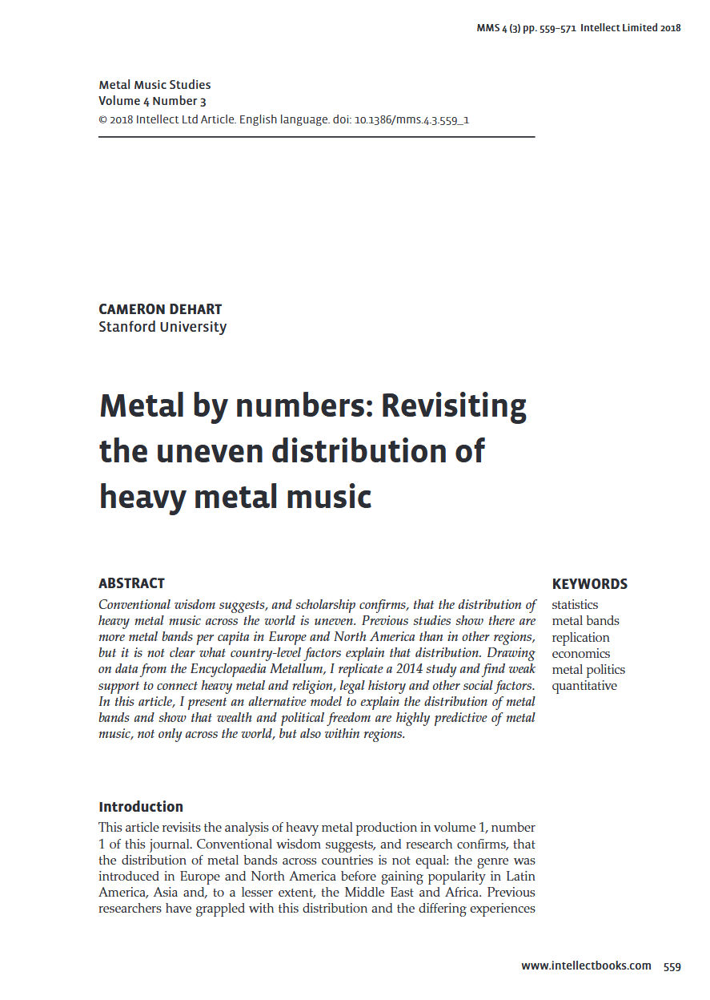 MMS 4 (3) pp. 559–571 Intellect Limited 2018
Metal Music Studies
Volume 4 Number 3
© 2018 Intellect Ltd Article. English language. doi: 10.1386/mms.4.3.559_1
CAMERON DEHART
Stanford University
Metal by numbers: Revisiting
the uneven distribution of
heavy metal music
ABSTRACT
Conventional wisdom suggests, and scholarship confirms, that the distribution of
heavy metal music across the world is uneven. Previous studies show there are
more metal bands per capita in Europe and North America than in other regions,
but it is not clear what country-level factors explain that distribution. Drawing
on data from the Encyclopaedia Metallum, I replicate a 2014 study and find weak
support to connect heavy metal and religion, legal history and other social factors.
In this article, I present an alternative model to explain the distribution of metal
bands and show that wealth and political freedom are highly predictive of metal
music, not only across the world, but also within regions.
KEYWORDS
statistics
metal bands
replication
economics
metal politics
quantitative
Introduction
This article revisits the analysis of heavy metal production in volume 1, number
1 of this journal. Conventional wisdom suggests, and research confirms, that
the distribution of metal bands across countries is not equal: the genre was
introduced in Europe and North America before gaining popularity in Latin
America, Asia and, to a lesser extent, the Middle East and Africa. Previous
researchers have grappled with this distribution and the differing experiences
www.intellectbooks.com 559